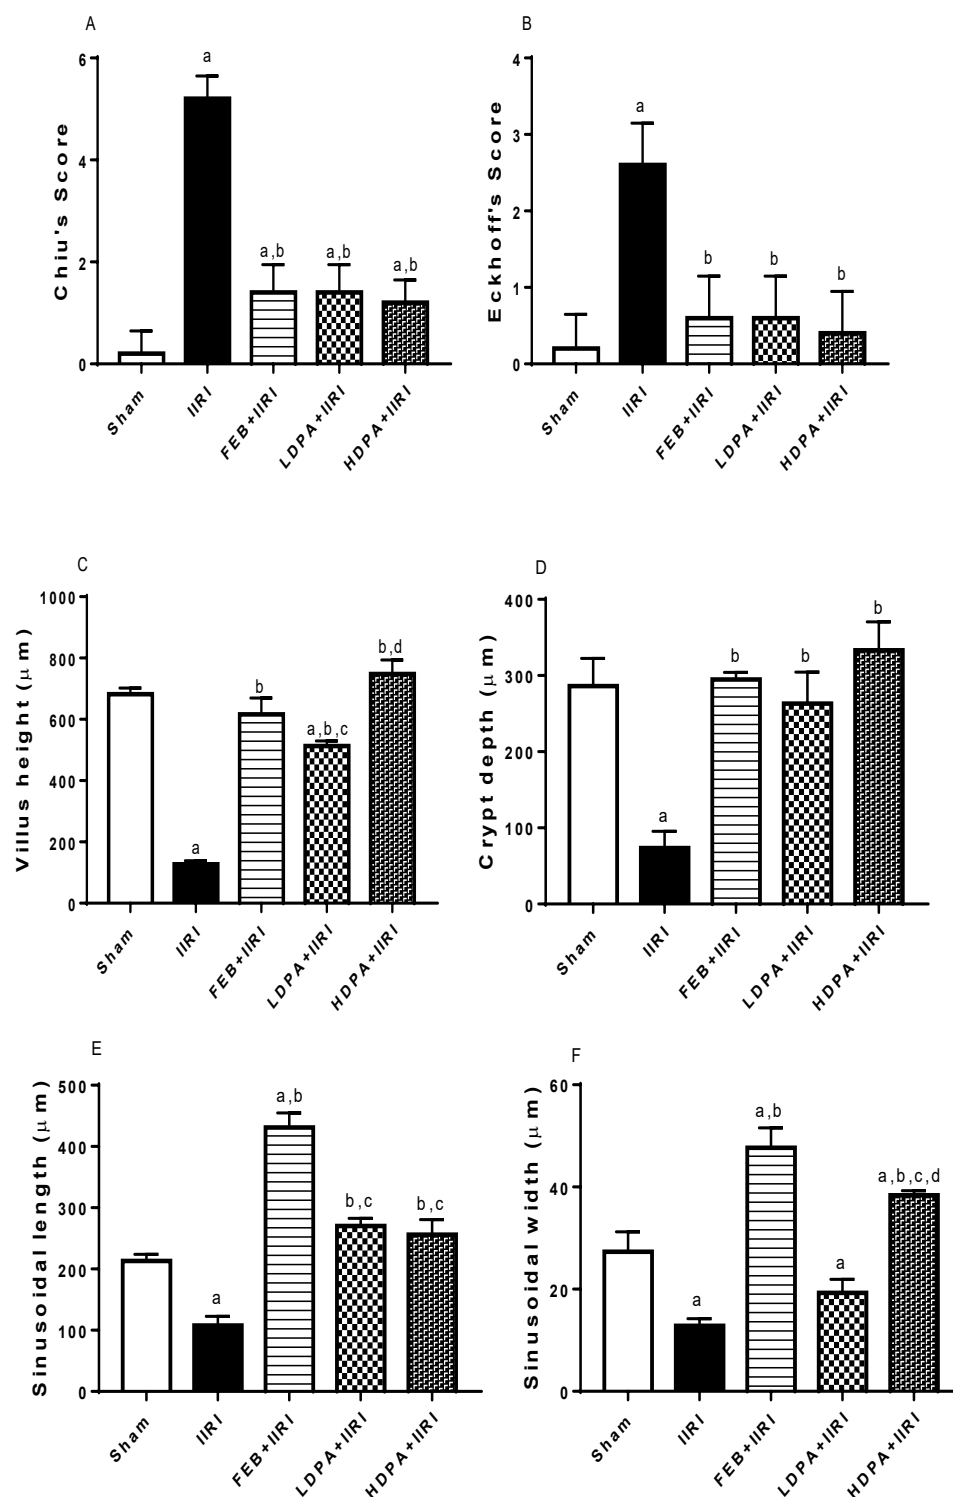 A
Chiu's Score
6
4
2
0
a
a,b
a,b
a,b
Sham
IIRI
FEB+IIRI
LDPA+IIRI
HDPA+IIRI
B
Eckhoff's Score
4
3
2
1
0
a
b
b
b
Sham
IIRI
FEB+IIRI
LDPA+IIRI
HDPA+IIRI
C
Villus height (μm)
1000
800
600
400
200
0
a
b
a,b,c
b,d
Sham
IIRI
FEB+IIRI
LDPA+IIRI
HDPA+IIRI
D
Crypt depth (μm)
400
300
200
100
0
a
b
b
b
Sham
IIRI
FEB+IIRI
LDPA+IIRI
HDPA+IIRI
E
Sinusoidal length (μm)
500
400
300
200
100
0
a
a,b
b,c
b,c
Sham
IIRI
FEB+IIRI
LDPA+IIRI
HDPA+IIRI
F
Sinusoidal width (μm)
60
40
20
0
a
a,b
a
a,b,c,d
Sham
IIRI
FEB+IIRI
LDPA+IIRI
HDPA+IIRI